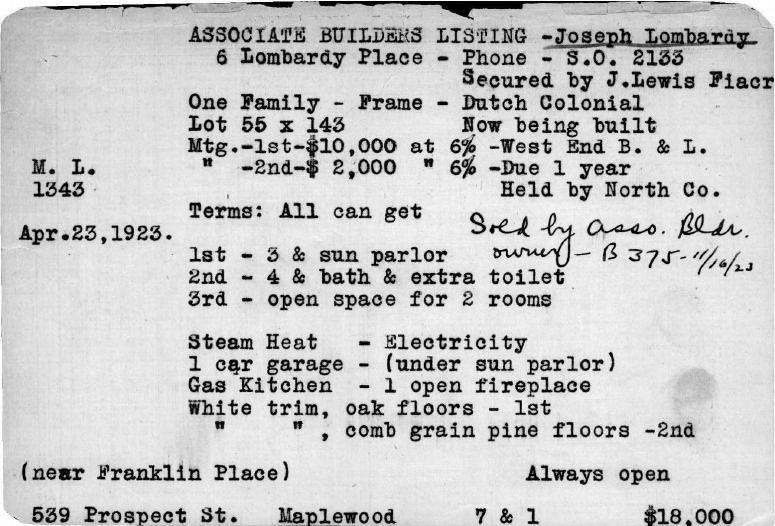 ASSOCIATE BUILDERS LISTING -Joseph Lombardy
6 Lombardy Place - Phone - S.O. 2133
Secured by J.Lewis Fiacr
One Family - Frame - Dutch Colonial
Lot 55 x 143 Now being built
Mtg.-1st-$10,000 at 6% -West End B. & L.
" -2nd-$ 2,000 " 6% -Due 1 year
Held by North Co.
M. L.
1343
Terms: All can get
Apr.23,1923.
Sold by Asso. Bldr.
owner - B 375 - 11/16/23
1st - 3 & sun parlor
2nd - 4 & bath & extra toilet
3rd - open space for 2 rooms
Steam Heat - Electricity
1 car garage - (under sun parlor)
Gas Kitchen - 1 open fireplace
White trim, oak floors - 1st
" " , comb grain pine floors -2nd
(near Franklin Place) Always open
539 Prospect St. Maplewood 7 & 1 $18,000